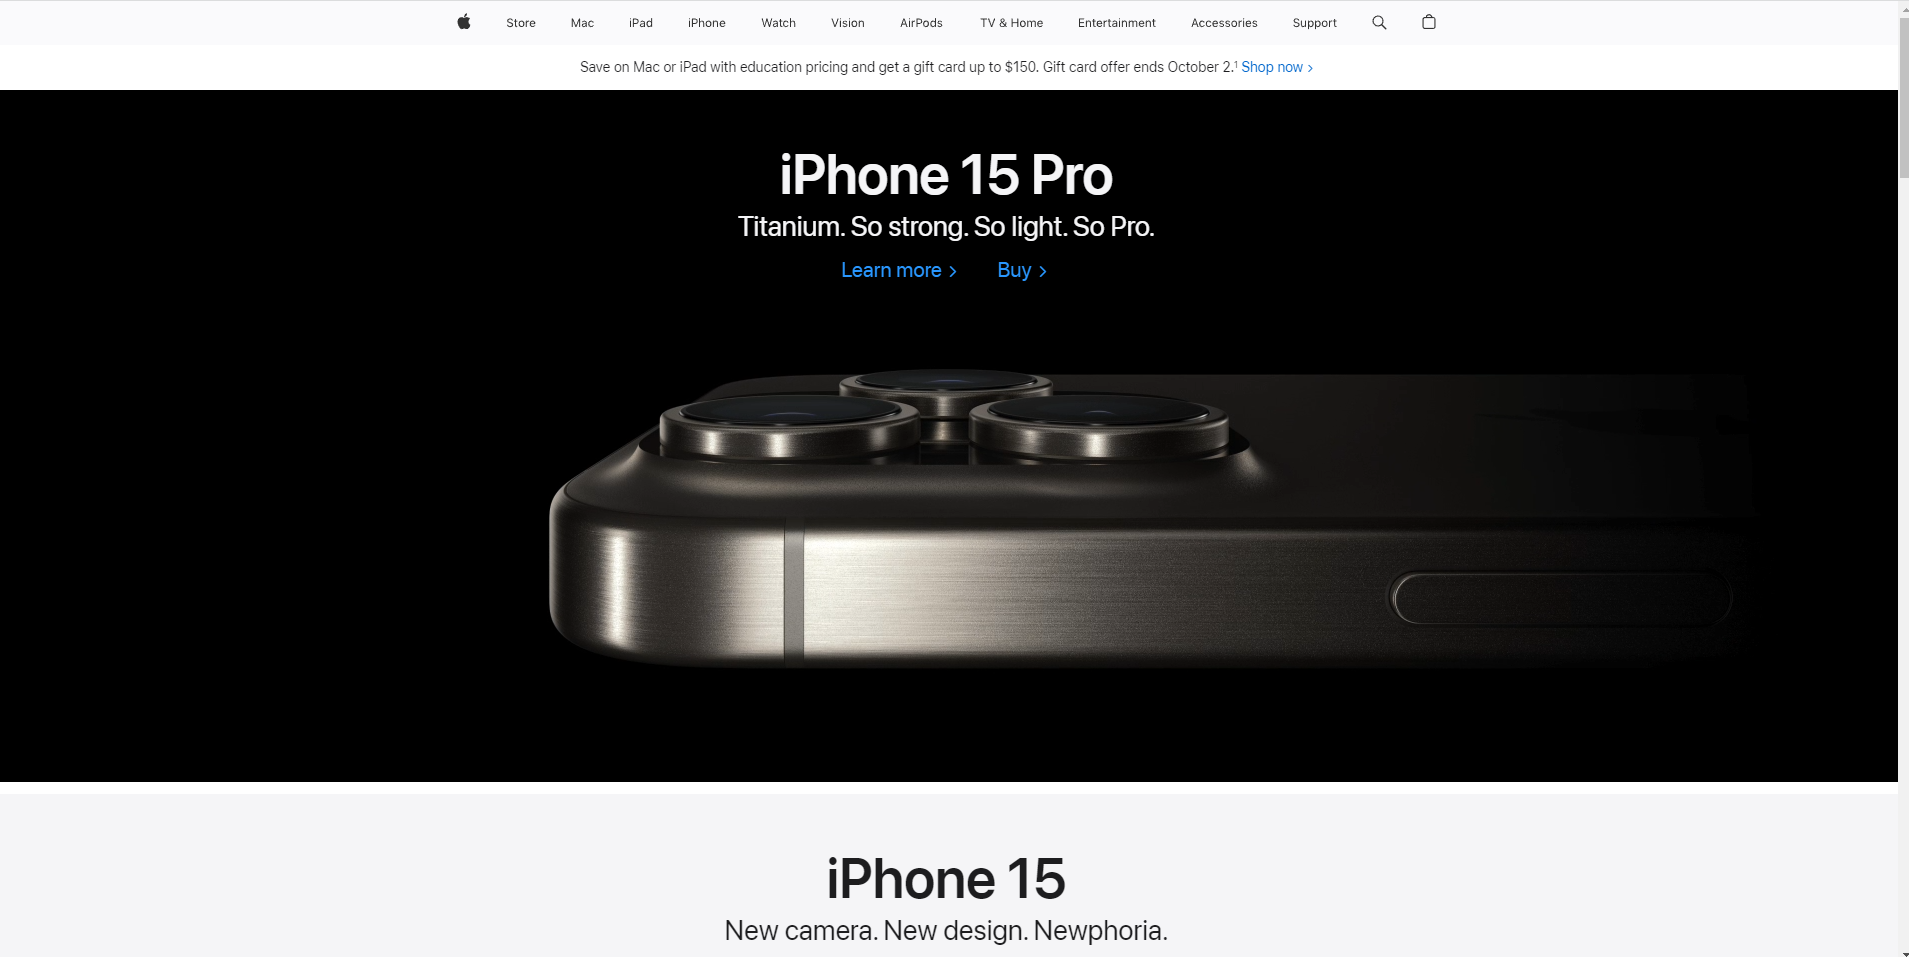 Store Mac iPad iPhone Watch Vision AirPods TV & Home Entertainment Accessories Support
Save on Mac or iPad with education pricing and get a gift card up to $150. Gift card offer ends October 2.¹ Shop now >
iPhone 15 Pro
Titanium. So strong. So light. So Pro.
Learn more > Buy >
iPhone 15
New camera. New design. Newphoria.